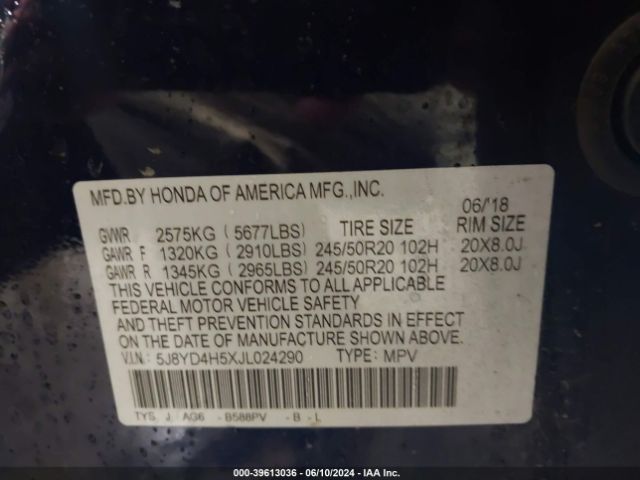 MFD.BY HONDA OF AMERICA MFG.,INC.
06/'18
GVWR 2575KG ( 5677LBS) TIRE SIZE RIM SIZE
GAWR F 1320KG ( 2910LBS) 245/50R20 102H 20X8.0J
GAWR R 1345KG ( 2965LBS) 245/50R20 102H 20X8.0J
THIS VEHICLE CONFORMS TO ALL APPLICABLE
FEDERAL MOTOR VEHICLE SAFETY
AND THEFT PREVENTION STANDARDS IN EFFECT
ON THE DATE OF MANUFACTURE SHOWN ABOVE.
V.I.N.: 5J8YD4H5XJL024290 TYPE: MPV
TYS J AG6 - B588PV - B - L
000-39613036 - 06/10/2024 - IAA Inc.